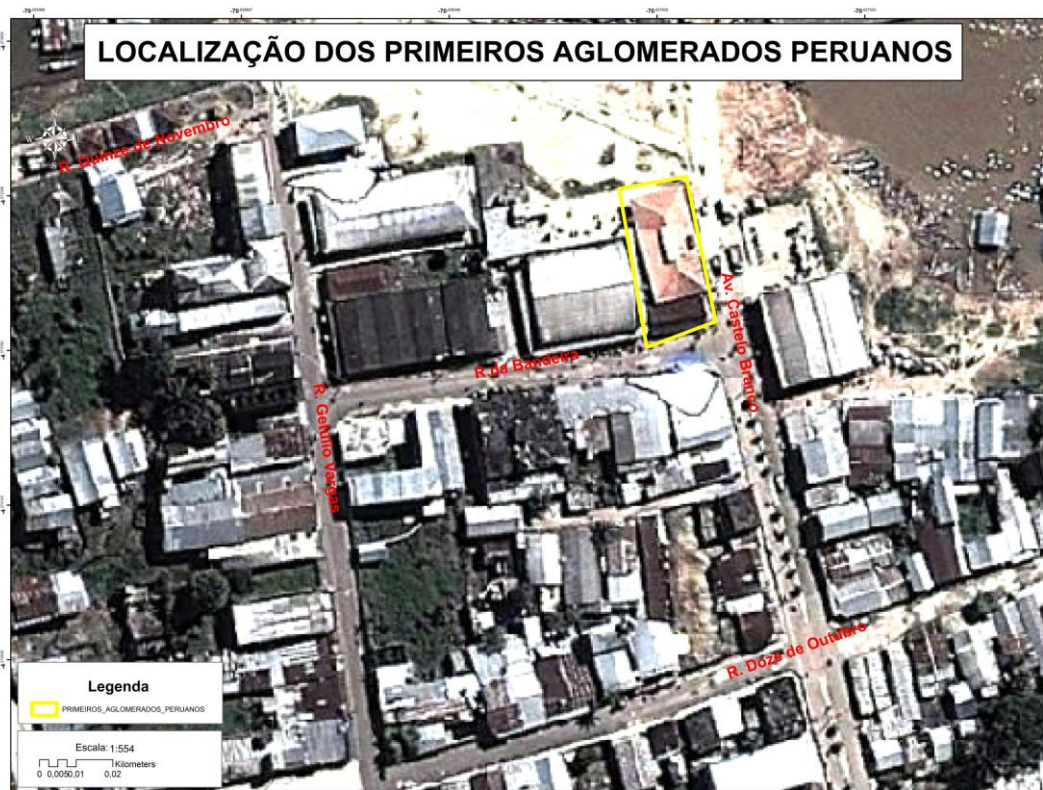 LOCALIZAÇÃO DOS PRIMEIROS AGLOMERADOS PERUANOS
R. Quinze de Novembro
Av. Castelo Branco
R da Bandeira
R. Getúlio Vargas
R. Doze de Outubro
Legenda
PRIMEIROS_AGLOMERADOS_PERUANOS
Escala: 1:554
Kilometers
0 0,0050,01 0,02